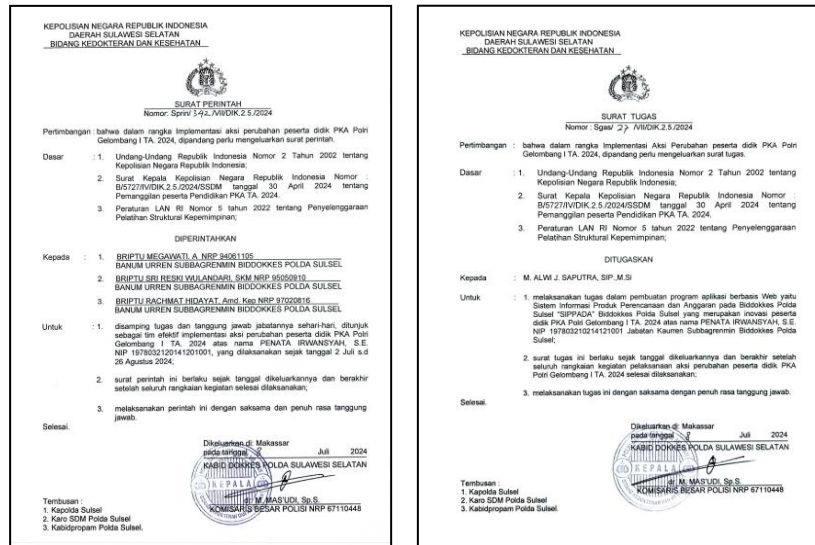 KEPOLISIAN NEGARA REPUBLIK INDONESIA
DAERAH SULAWESI SELATAN
BIDANG KEDOKTERAN DAN KESEHATAN
SURAT PERINTAH
Nomor: Sprin/ 342 /VII/DIK.2.5./2024
Pertimbangan : bahwa dalam rangka Implementasi aksi perubahan peserta didik PKA Polri
Gelombang I TA. 2024, dipandang perlu mengeluarkan surat perintah.
Dasar : 1. Undang-Undang Republik Indonesia Nomor 2 Tahun 2002 tentang
Kepolisian Negara Republik Indonesia;
2. Surat Kepala Kepolisian Negara Republik Indonesia Nomor :
B/5727/IV/DIK.2.5./2024/SSDM tanggal 30 April 2024 tentang
Pemanggilan peserta Pendidikan PKA TA. 2024.
3. Peraturan LAN RI Nomor 5 tahun 2022 tentang Penyelenggaraan
Pelatihan Struktural Kepemimpinan;
DIPERINTAHKAN
Kepada : 1. BRIPTU MEGAWATI. A NRP 94061105
BANUM URREN SUBBAGRENMIN BIDDOKKES POLDA SULSEL
2. BRIPTU SRI RESKI WULANDARI, SKM NRP 95050910
BANUM URREN SUBBAGRENMIN BIDDOKKES POLDA SULSEL
3. BRIPTU RACHMAT HIDAYAT, Amd. Kep NRP 97020816
BANUM URREN SUBBAGRENMIN BIDDOKKES POLDA SULSEL
Untuk : 1. disamping tugas dan tanggung jawab jabatannya sehari-hari, ditunjuk
sebagai tim efektif implementasi aksi perubahan peserta didik PKA Polri
Gelombang I TA. 2024 atas nama PENATA IRWANSYAH, S.E.
NIP 197803212014121001, yang dilaksanakan sejak tanggal 2 Juli s.d
26 Agustus 2024;
2. surat perintah ini berlaku sejak tanggal dikeluarkannya dan berakhir
setelah seluruh rangkaian kegiatan selesai dilaksanakan;
3. melaksanakan perintah ini dengan saksama dan penuh rasa tanggung
jawab.
Selesai.
Dikeluarkan di: Makassar
pada tanggal 8 Juli 2024
KABID DOKKES POLDA SULAWESI SELATAN
KEPALA
dr. M. MAS'UDI, Sp.S.
KOMISARIS BESAR POLISI NRP 67110448
Tembusan :
1. Kapolda Sulsel
2. Karo SDM Polda Sulsel
3. Kabidpropam Polda Sulsel.
KEPOLISIAN NEGARA REPUBLIK INDONESIA
DAERAH SULAWESI SELATAN
BIDANG KEDOKTERAN DAN KESEHATAN
SURAT TUGAS
Nomor : Sgas/ 27 /VII/DIK.2.5./2024
Pertimbangan : bahwa dalam rangka Implementasi Aksi Perubahan peserta didik PKA Polri
Gelombang I TA. 2024, dipandang perlu mengeluarkan surat tugas.
Dasar : 1. Undang-Undang Republik Indonesia Nomor 2 Tahun 2002 tentang
Kepolisian Negara Republik Indonesia;
2. Surat Kepala Kepolisian Negara Republik Indonesia Nomor :
B/5727/IV/DIK.2.5./2024/SSDM tanggal 30 April 2024 tentang
Pemanggilan peserta Pendidikan PKA TA. 2024.
3. Peraturan LAN RI Nomor 5 tahun 2022 tentang Penyelenggaraan
Pelatihan Struktural Kepemimpinan;
DITUGASKAN
Kepada : M. ALWI J. SAPUTRA, SIP.,M.Si
Untuk : 1. melaksanakan tugas dalam pembuatan program aplikasi berbasis Web yaitu
Sistem Informasi Produk Perencanaan dan Anggaran pada Biddokkes Polda
Sulsel "SIPPADA" Biddokkes Polda Sulsel yang merupakan inovasi peserta
didik PKA Polri Gelombang I TA. 2024 atas nama PENATA IRWANSYAH, S.E.
NIP 197803210214121001 Jabatan Kaurren Subbagrenmin Biddokkes Polda
Sulsel;
2. surat tugas ini berlaku sejak tanggal dikeluarkannya dan berakhir setelah
seluruh rangkaian kegiatan pelaksanaan aksi perubahan peserta didik PKA
Polri Gelombang I TA. 2024 selesai dilaksanakan;
3. melaksanakan tugas ini dengan saksama dengan penuh rasa tanggung jawab.
Selesai.
Dikeluarkan di: Makassar
pada tanggal 8 Juli 2024
KABID DOKKES POLDA SULAWESI SELATAN
KEPALA
dr. M. MAS'UDI, Sp.S.
KOMISARIS BESAR POLISI NRP 67110448
Tembusan :
1. Kapolda Sulsel
2. Karo SDM Polda Sulsel
3. Kabidpropam Polda Sulsel.